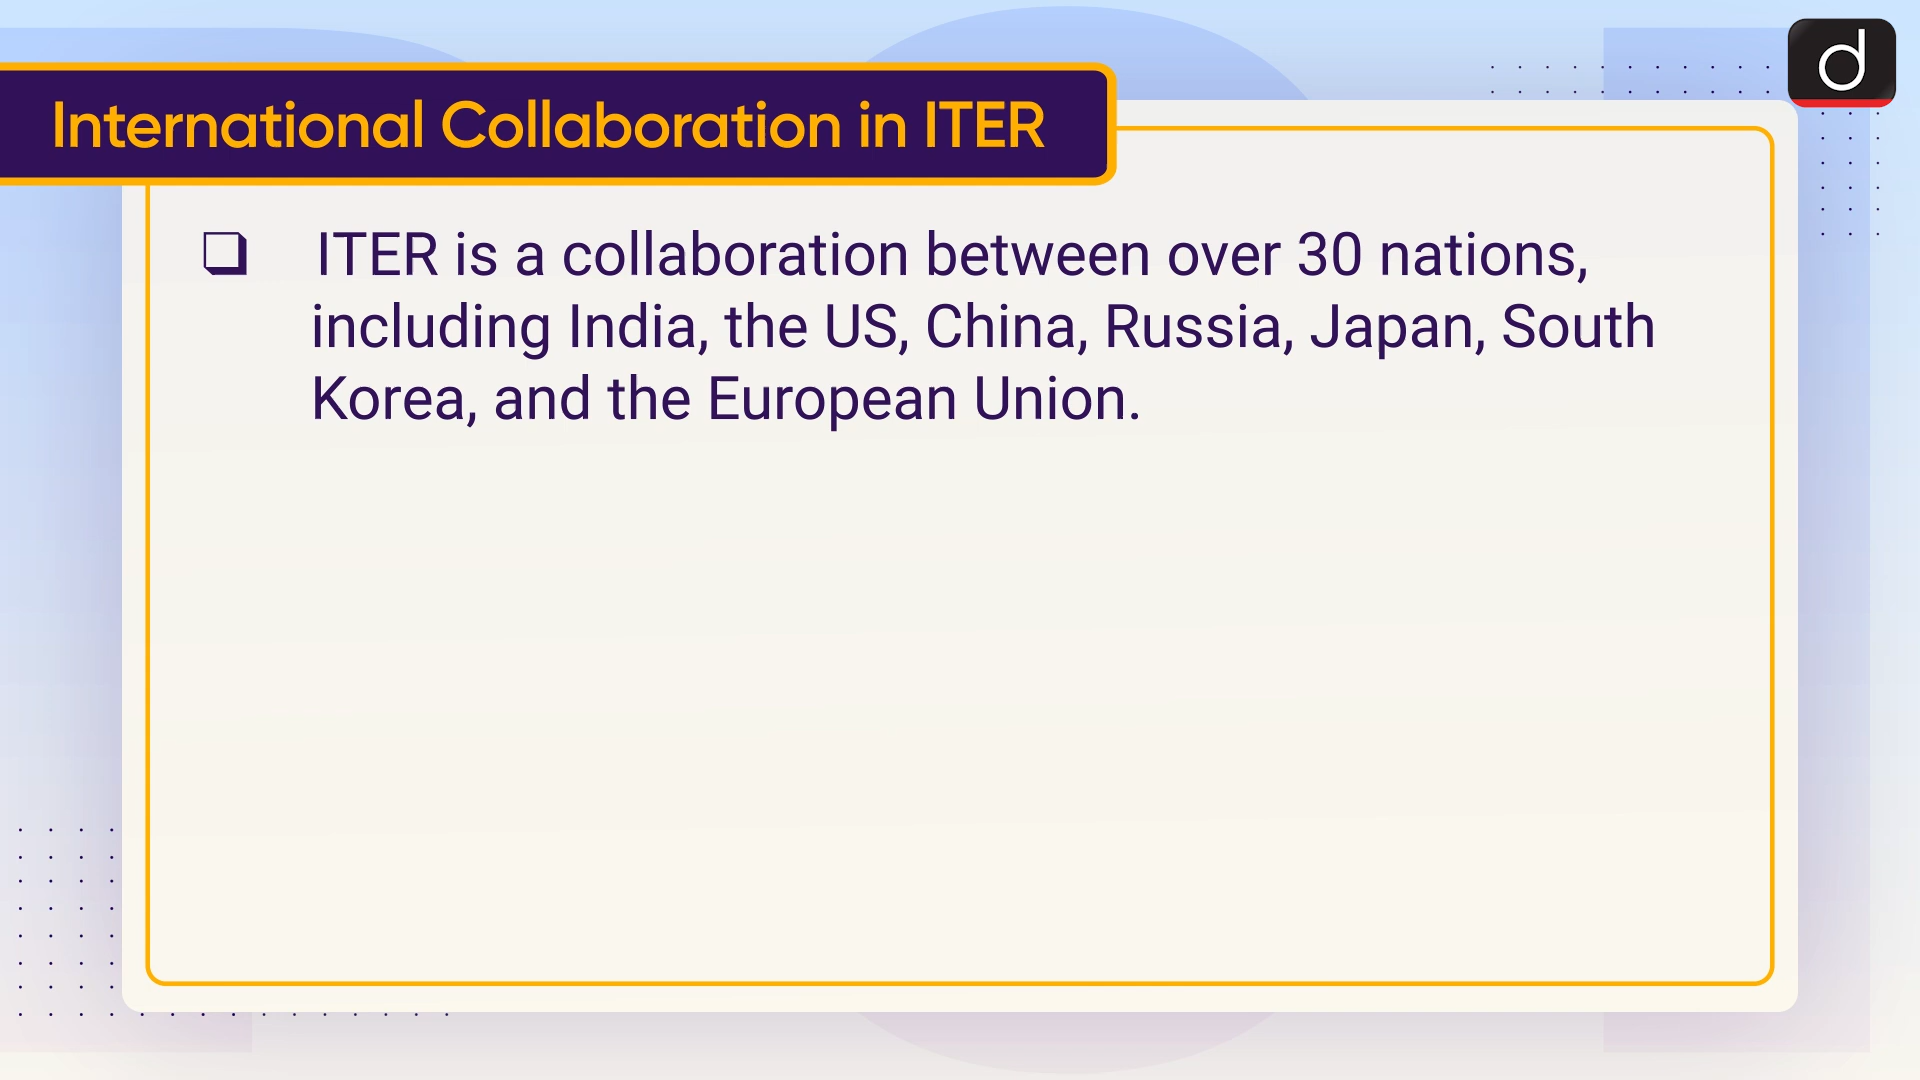 International Collaboration in ITER
❑ ITER is a collaboration between over 30 nations,
including India, the US, China, Russia, Japan, South
Korea, and the European Union.
d